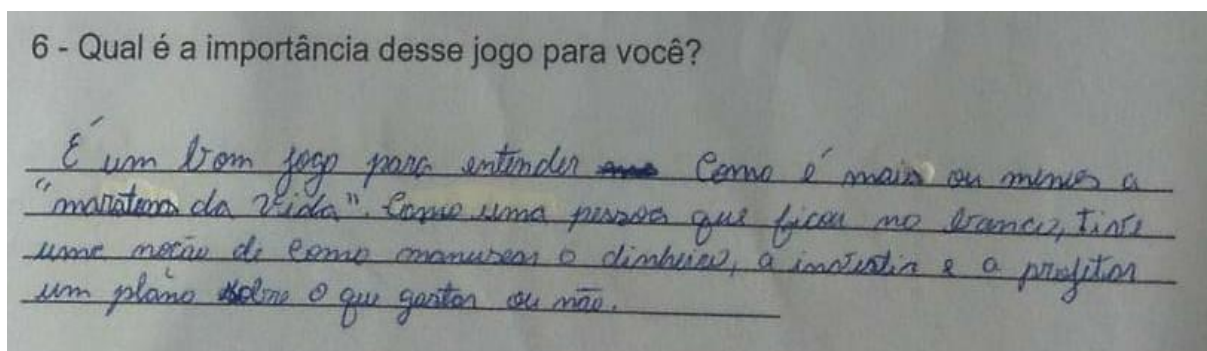 6 - Qual é a importância desse jogo para você?
É um bom jogo para entender como é mais ou menos a
"maratona da vida". Como uma pessoa que ficou no banco, tive
uma noção de como manusear o dinheiro, a investir e a projetar
um plano sobre o que gastar ou não.